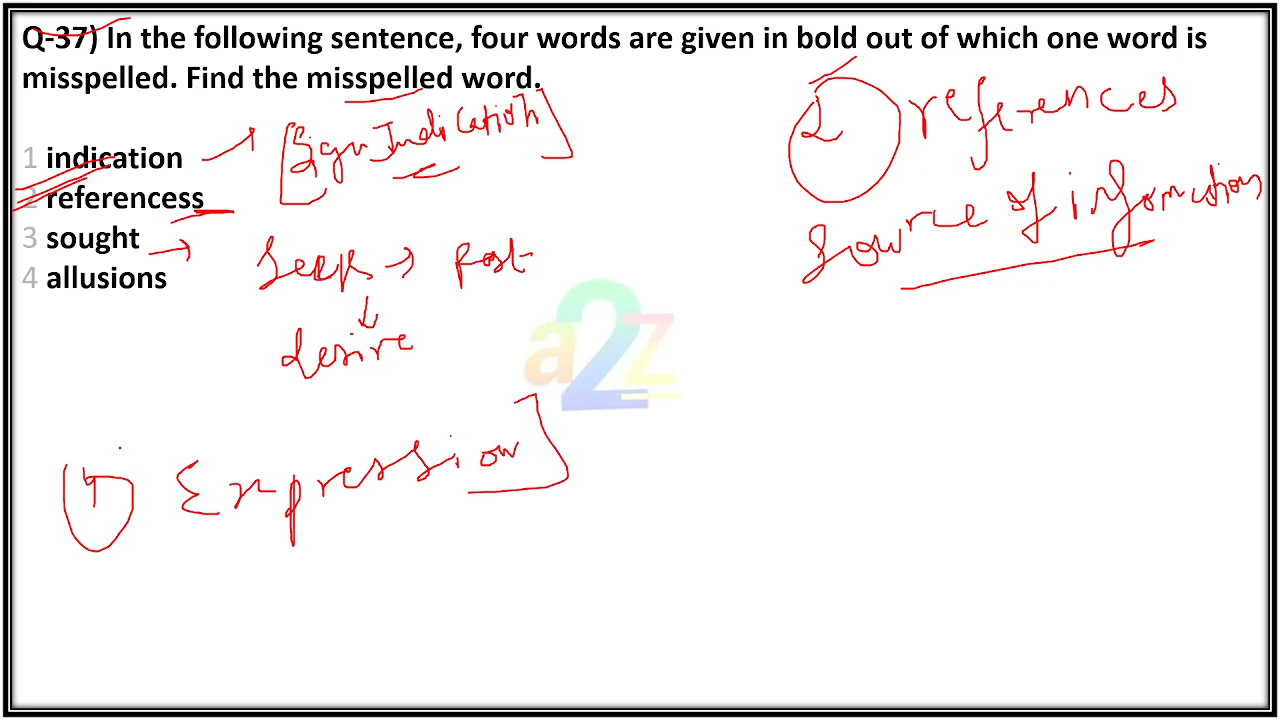 Q-37) In the following sentence, four words are given in bold out of which one word is
misspelled. Find the misspelled word.
1 indication
2 referencess
3 sought
4 allusions
[Sign Indication]
2 references
Source of information
Seek → Past
desire
4 Expression]
a2z